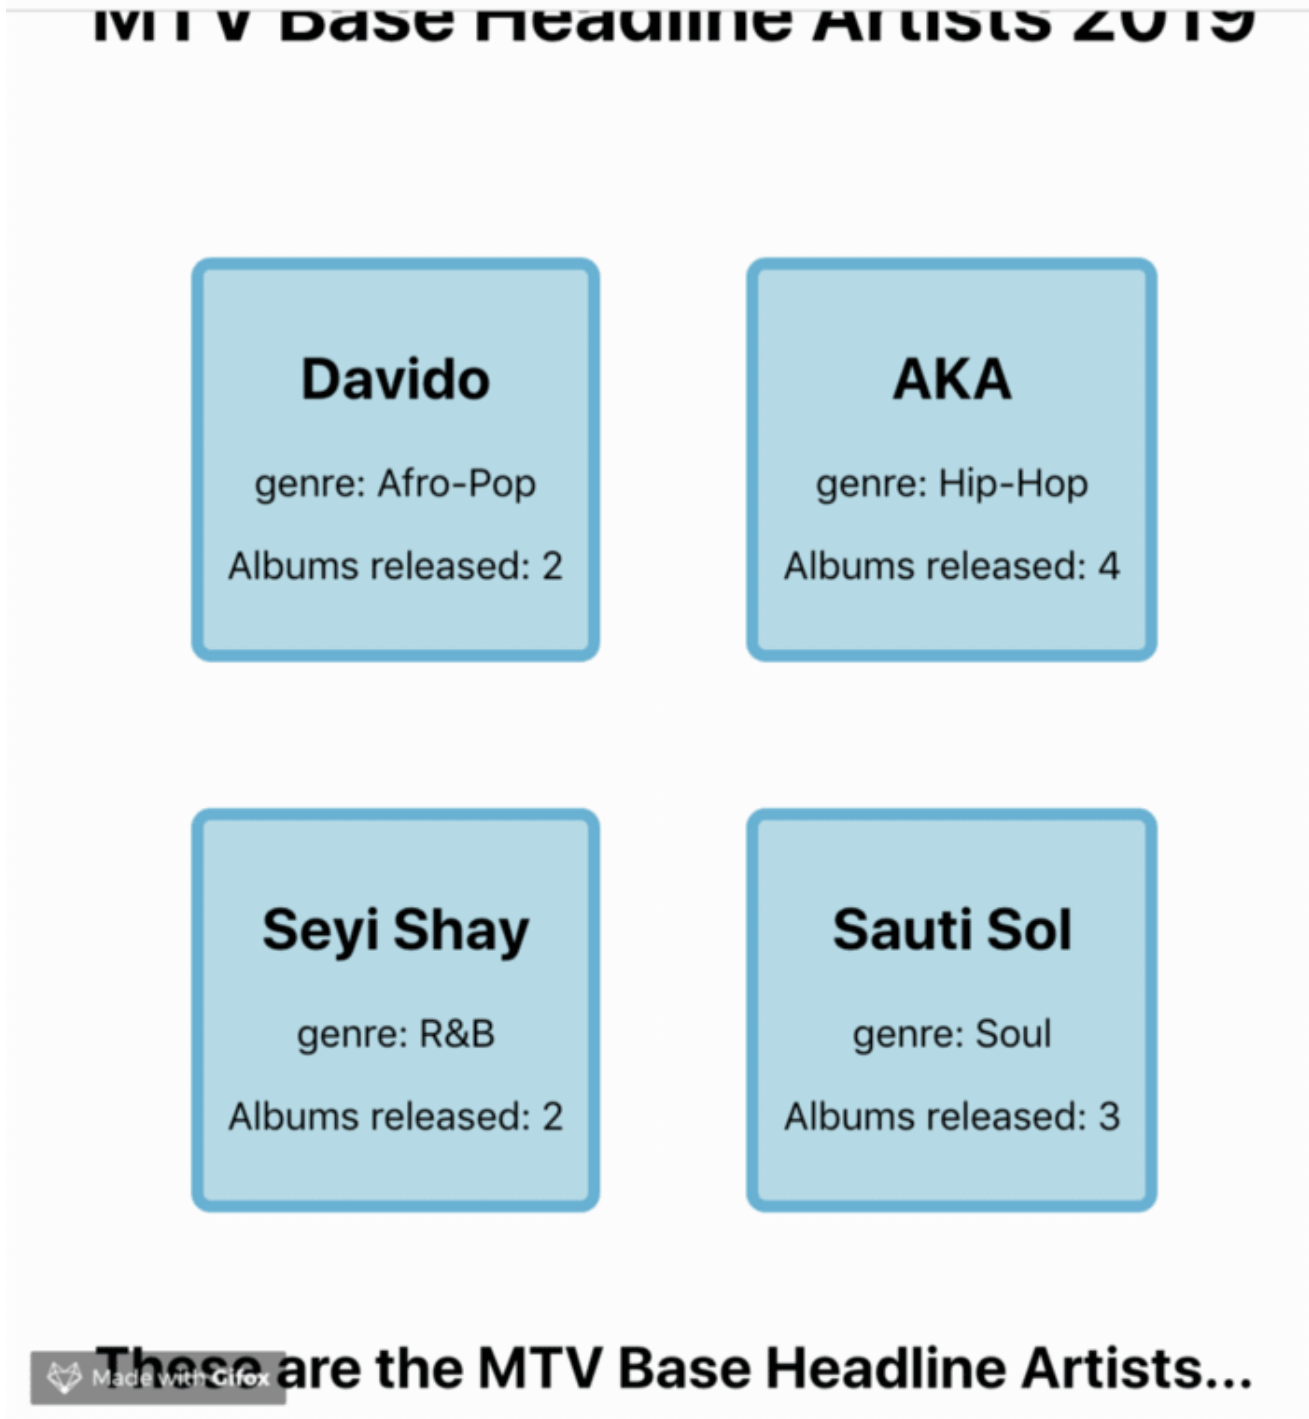 MTV Base Headline Artists 2019
Davido
genre: Afro-Pop
Albums released: 2
AKA
genre: Hip-Hop
Albums released: 4
Seyi Shay
genre: R&B
Albums released: 2
Sauti Sol
genre: Soul
Albums released: 3
These are the MTV Base Headline Artists...
Made with Gifox